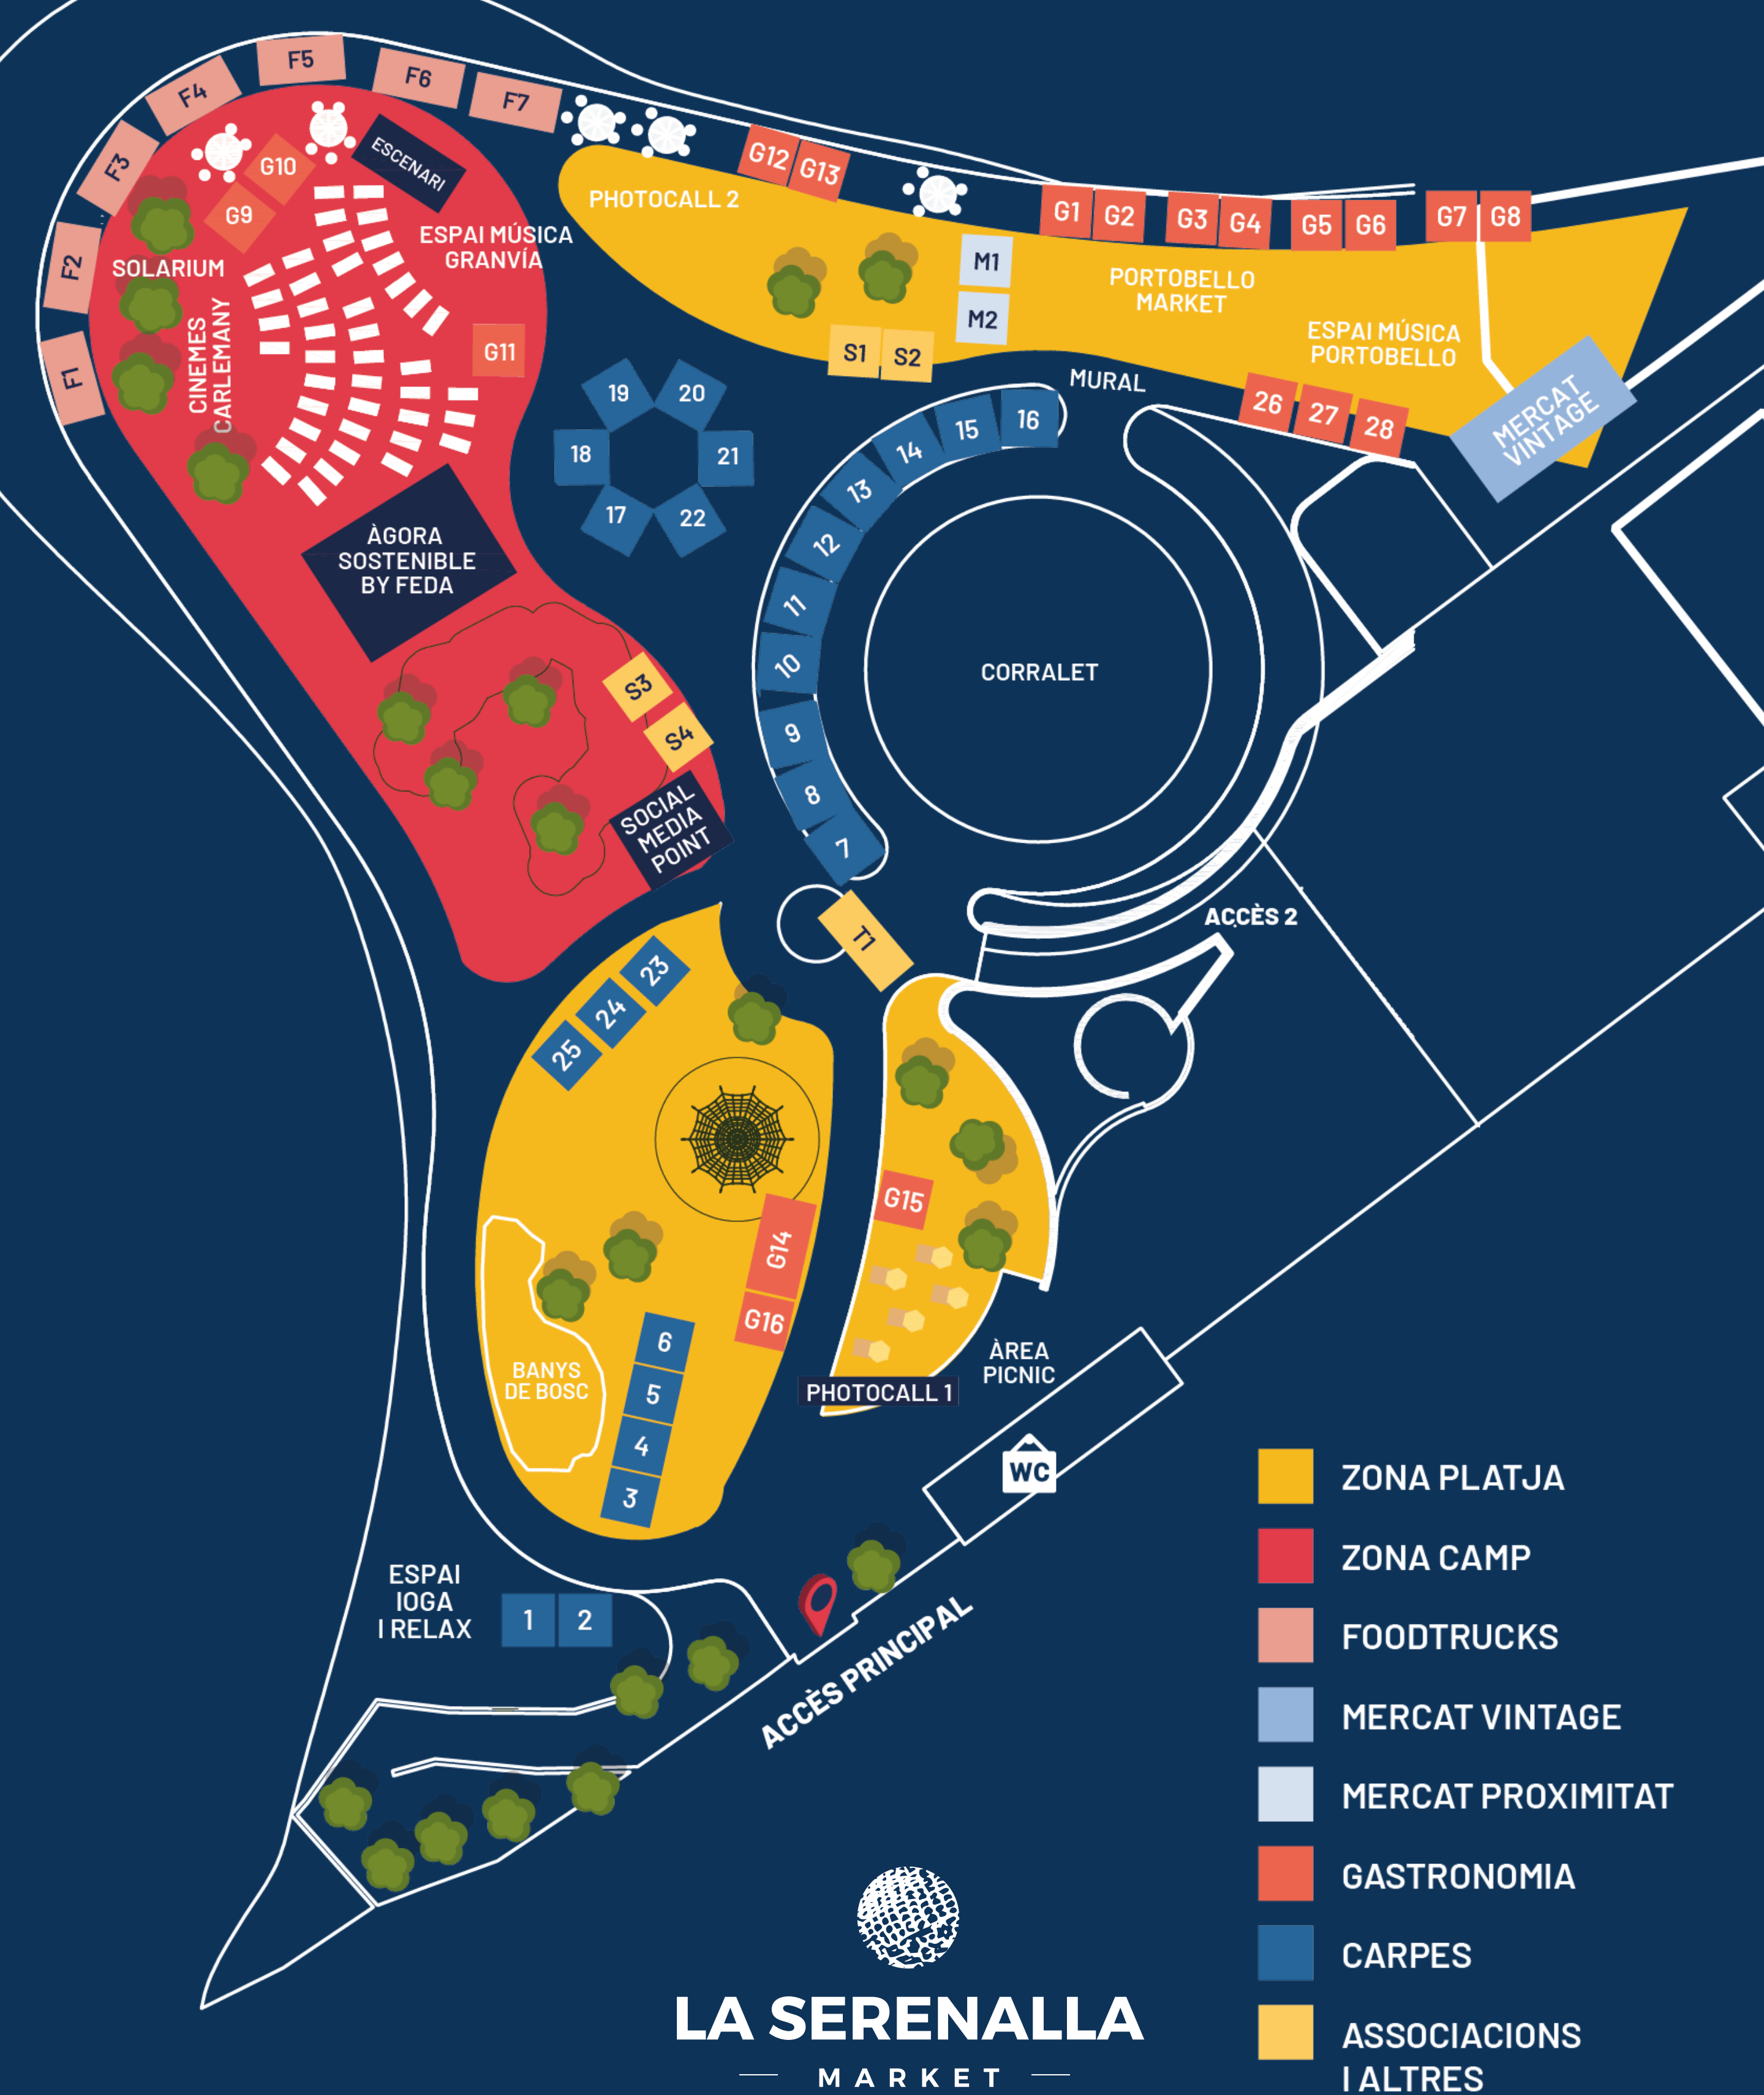 F5
F4
F6
F7
F3
F2
F1
G10
G9
ESCENARI
SOLARIUM
ESPAI MÚSICA
GRANVÍA
CINEMES
CARLEMANY
G11
ÀGORA
SOSTENIBLE
BY FEDA
S3
S4
SOCIAL
MEDIA
POINT
PHOTOCALL 2
G12
G13
G1
G2
G3
G4
G5
G6
G7
G8
M1
M2
S1
S2
PORTOBELLO
MARKET
ESPAI MÚSICA
PORTOBELLO
MURAL
26
27
28
MERCAT
VINTAGE
19
20
18
21
17
22
16
15
14
13
12
11
10
9
8
7
CORRALET
T1
ACCÈS 2
23
24
25
G14
G16
G15
6
5
4
3
BANYS
DE BOSC
ÀREA
PICNIC
PHOTOCALL 1
WC
ESPAI
IOGA
I RELAX
1
2
ACCÈS PRINCIPAL
ZONA PLATJA
ZONA CAMP
FOODTRUCKS
MERCAT VINTAGE
MERCAT PROXIMITAT
GASTRONOMIA
CARPES
ASSOCIACIONS
I ALTRES
LA SERENALLA
MARKET